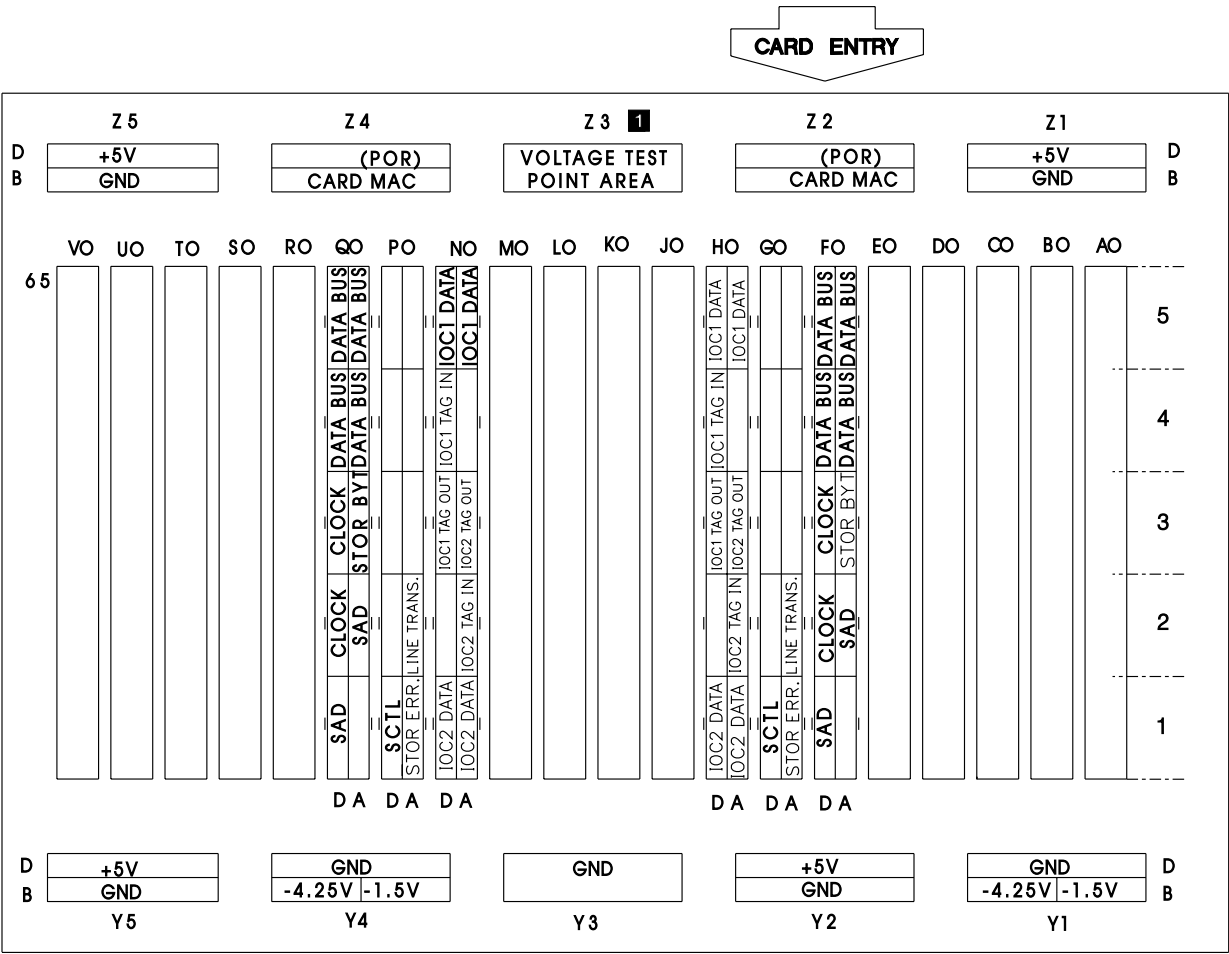 CARD ENTRY
Z5 Z4 Z3 1 Z2 Z1
D +5V (POR) VOLTAGE TEST (POR) +5V D
B GND CARD MAC POINT AREA CARD MAC GND B
VO UO TO SO RO QO PO NO MO LO KO JO HO GO FO EO DO CO BO AO
65
DATA BUS DATA BUS IOC1 DATA IOC1 DATA IOC1 DATA IOC1 DATA DATA BUS DATA BUS 5
DATA BUS DATA BUS IOC1 TAG IN IOC1 TAG IN DATA BUS DATA BUS 4
CLOCK STOR BYT IOC1 TAG OUT IOC2 TAG OUT IOC1 TAG OUT IOC2 TAG OUT CLOCK STOR BYT 3
CLOCK SAD LINE TRANS. IOC2 TAG IN IOC2 TAG IN LINE TRANS. CLOCK SAD 2
SAD SCTL STOR ERR. IOC2 DATA IOC2 DATA IOC2 DATA IOC2 DATA SCTL STOR ERR. SAD 1
D A D A D A D A D A D A
D +5V GND GND +5V GND D
B GND -4.25V -1.5V GND -4.25V -1.5V B
Y5 Y4 Y3 Y2 Y1